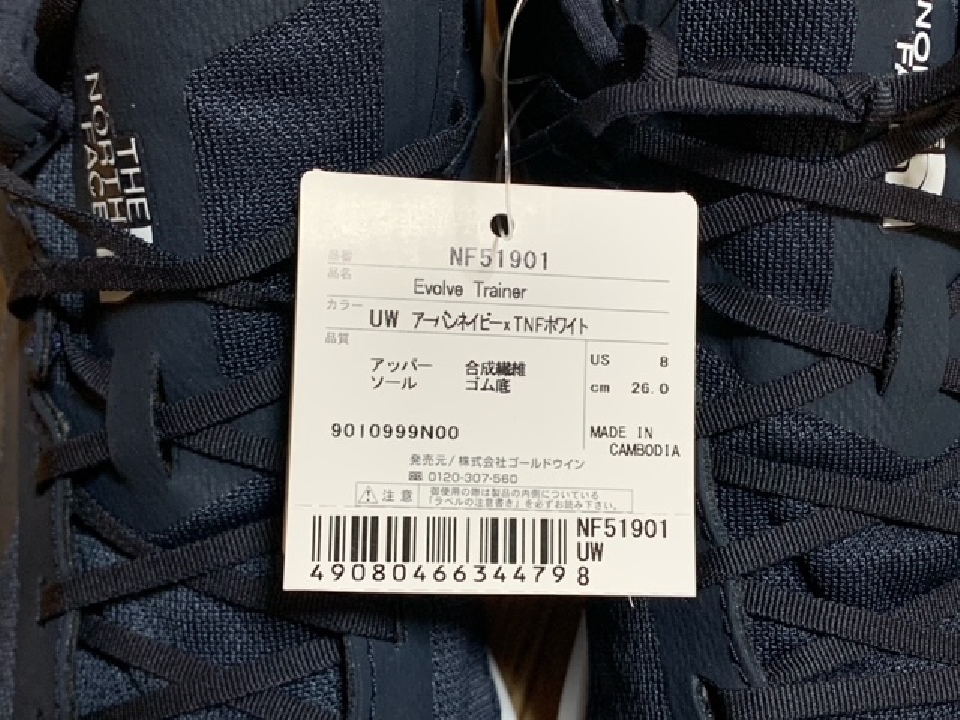 THE
NORTH
FACE
品番 NF51901
品名 Evolve Trainer
カラー UW アーバンネイビーxTNFホワイト
品質
アッパー 合成繊維
ソール ゴム底
US 8
cm 26.0
9010999N00
MADE IN
CAMBODIA
発売元/株式会社ゴールドウイン
0120-307-560
注意
御使用の際は製品の内側についている
「ラベルの注意書き」を必ずお読み下さい。
NF51901
UW
4908046634479 8